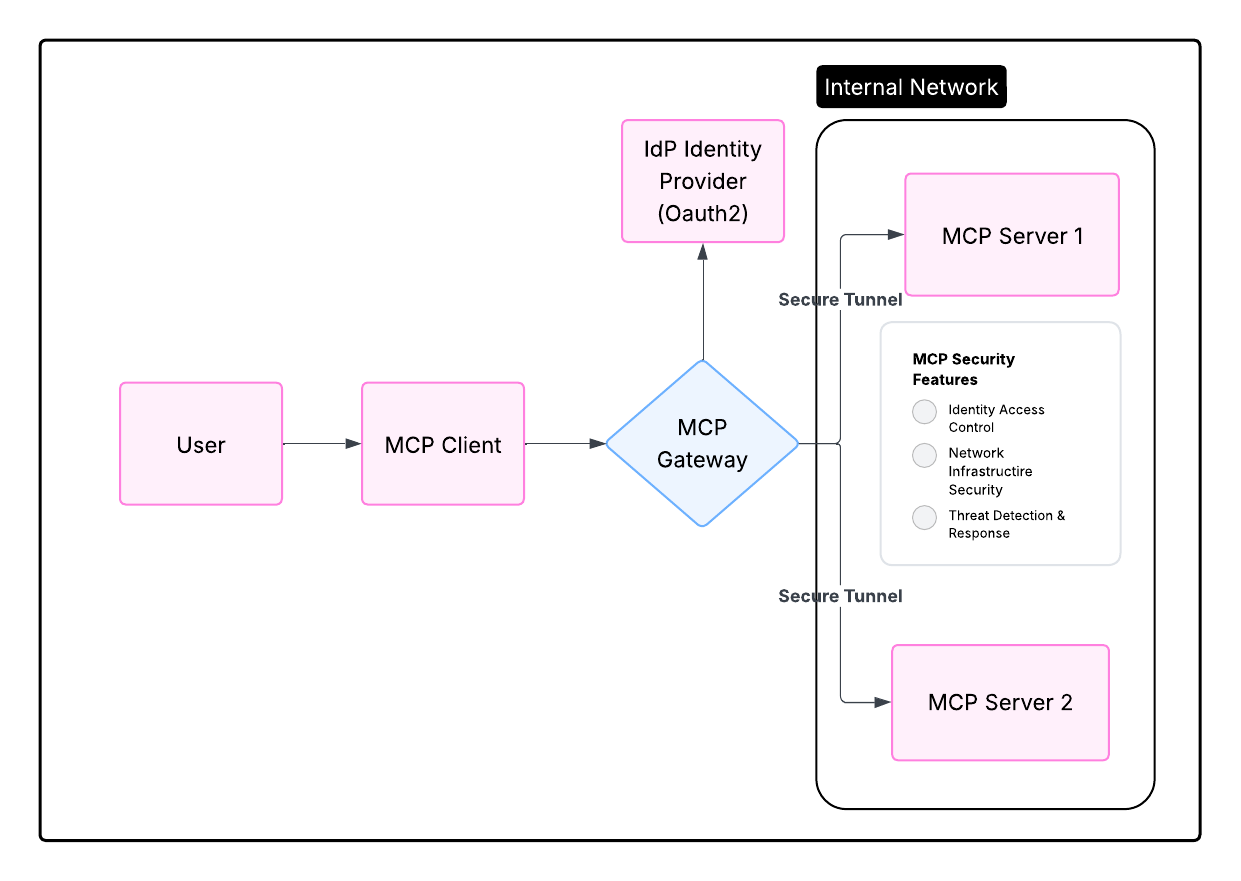 Internal Network
IdP Identity
Provider
(Oauth2)
MCP Server 1
Secure Tunnel
MCP Security
Features
Identity Access
Control
Network
Infrastructire
Security
Threat Detection &
Response
User
MCP Client
MCP
Gateway
Secure Tunnel
MCP Server 2